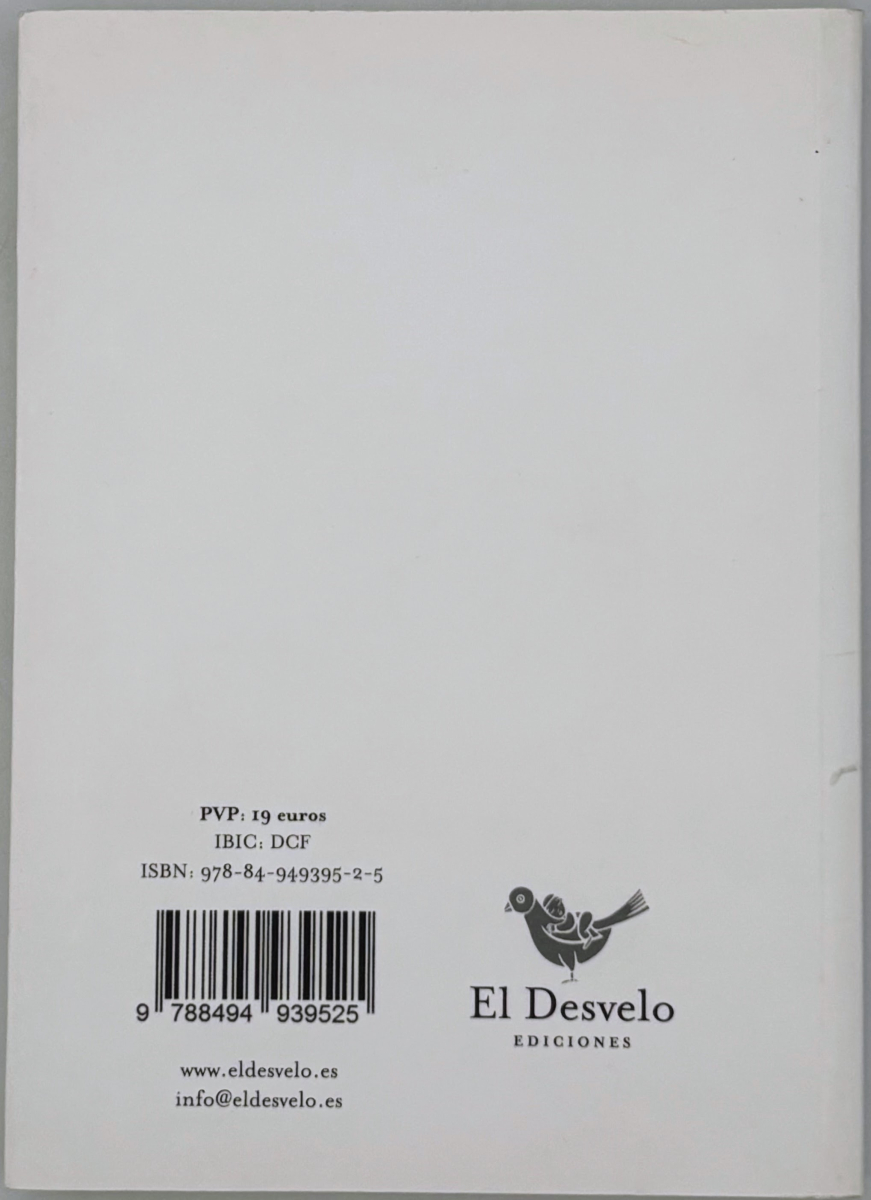 PVP: 19 euros
IBIC: DCF
ISBN: 978-84-949395-2-5
9 788494 939525
www.eldesvelo.es
info@eldesvelo.es
El Desvelo
EDICIONES